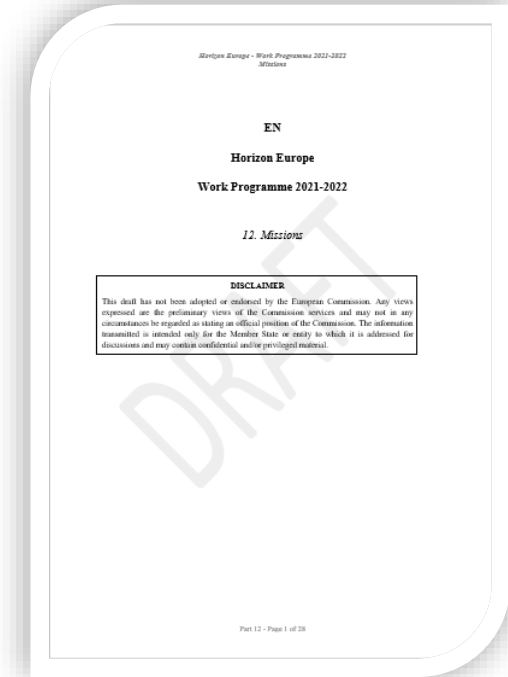 Horizon Europe - Work Programme 2021-2022
Missions
EN
Horizon Europe
Work Programme 2021-2022
12. Missions
DISCLAIMER
This draft has not been adopted or endorsed by the European Commission. Any views
expressed are the preliminary views of the Commission services and may not in any
circumstances be regarded as stating an official position of the Commission. The information
transmitted is intended only for the Member State or entity to which it is addressed for
discussions and may contain confidential and/or privileged material.
DRAFT
Part 12 - Page 1 of 28